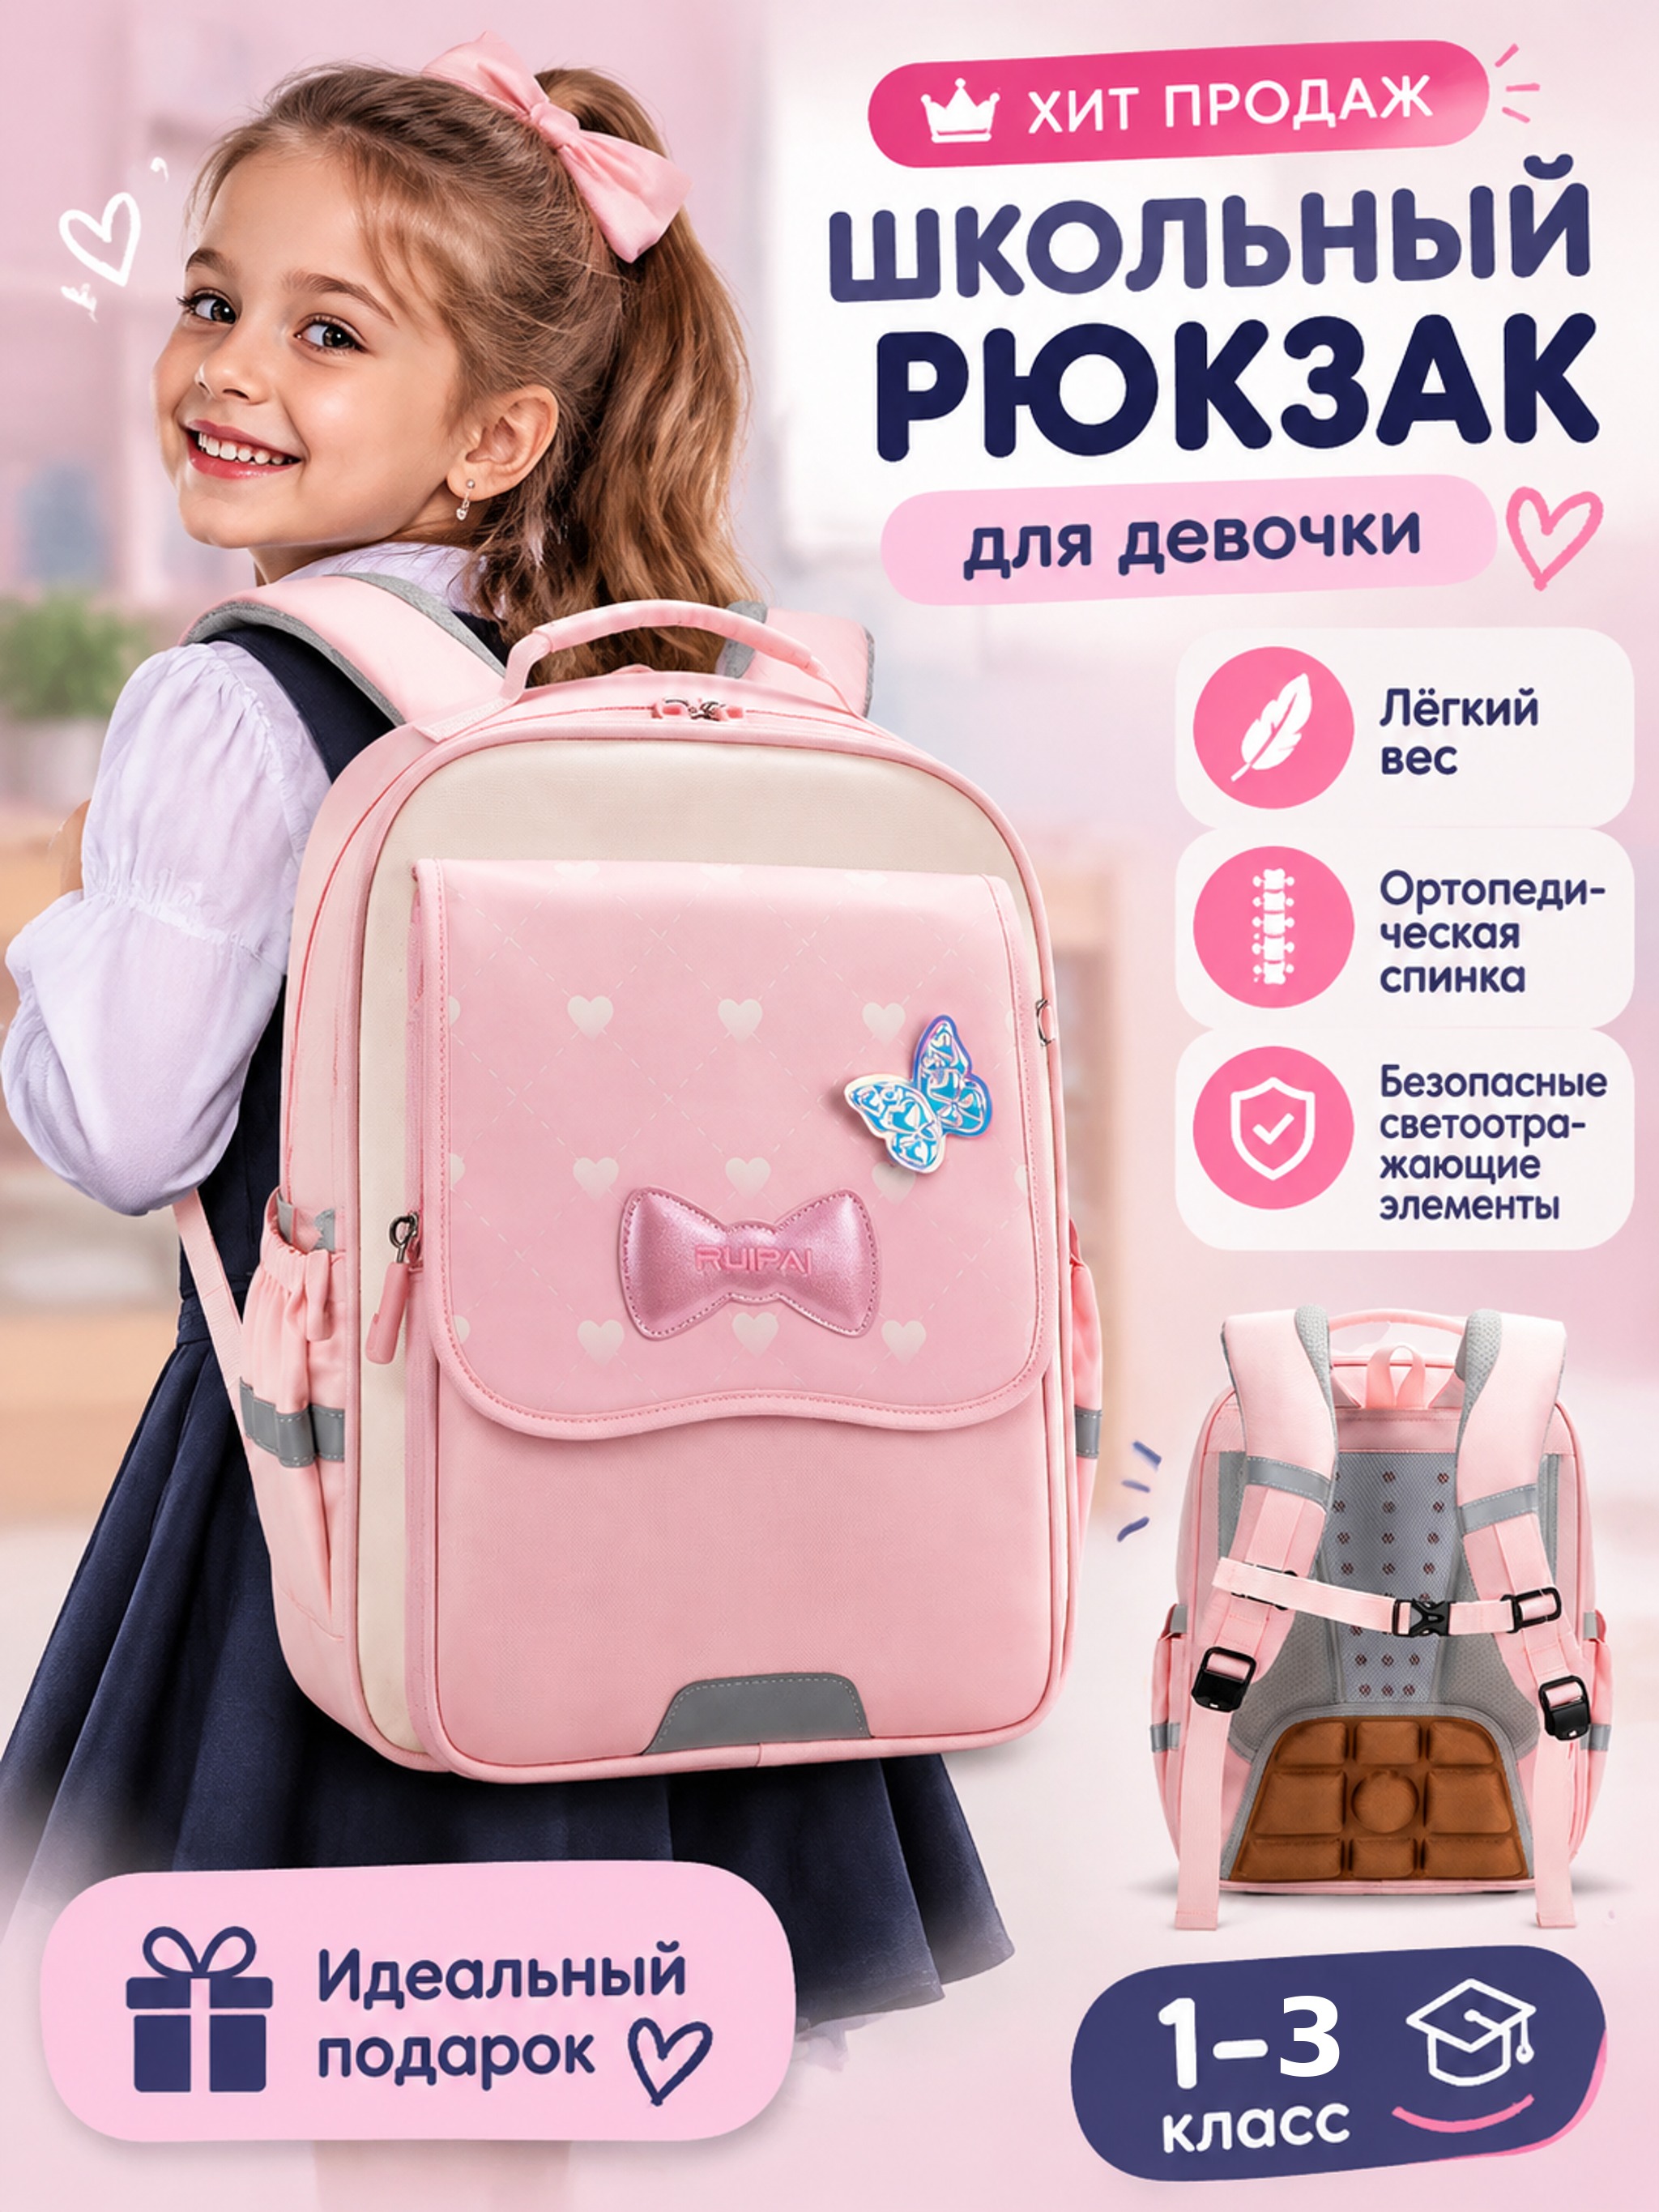 ХИТ ПРОДАЖ
ШКОЛЬНЫЙ
РЮКЗАК
для девочки
Лёгкий
вес
Ортопеди-
ческая
спинка
Безопасные
светоотра-
жающие
элементы
RUIPAI
Идеальный
подарок
1-3
класс